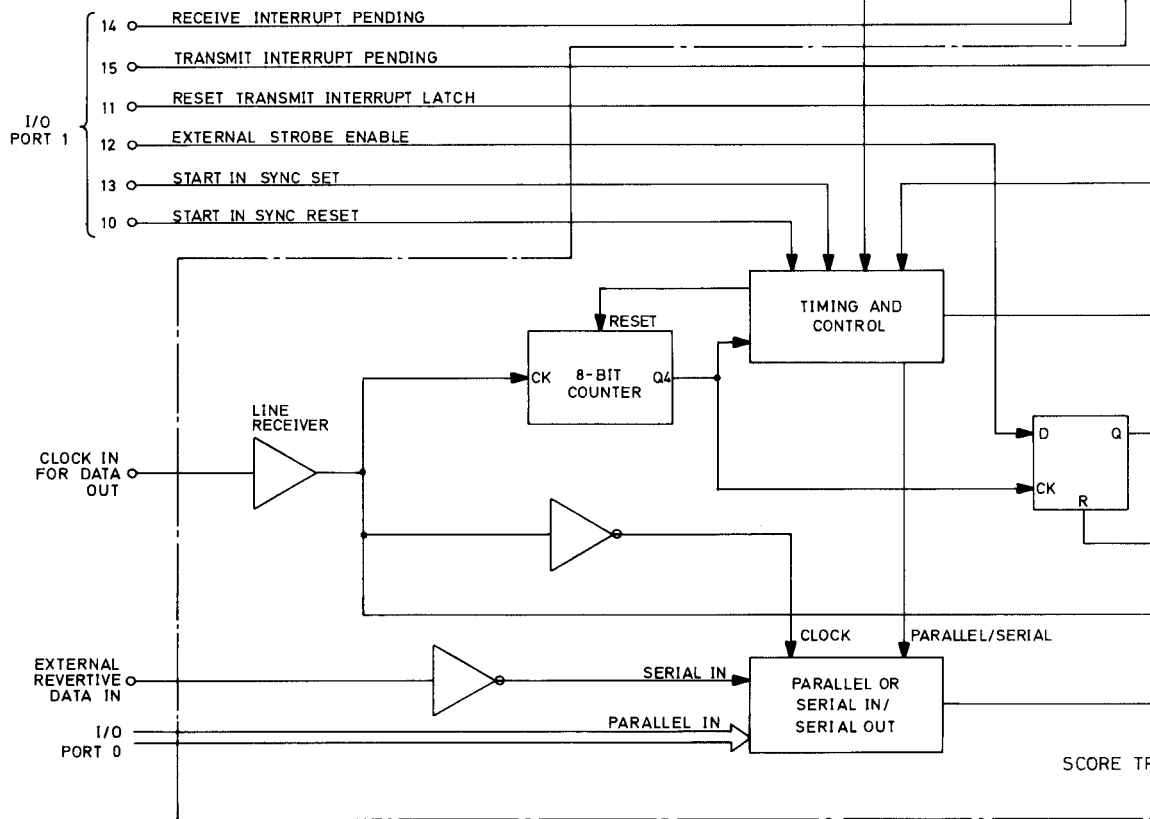 14 RECEIVE INTERRUPT PENDING
15 TRANSMIT INTERRUPT PENDING
11 RESET TRANSMIT INTERRUPT LATCH
I/O
PORT 1
12 EXTERNAL STROBE ENABLE
13 START IN SYNC SET
10 START IN SYNC RESET
TIMING AND
CONTROL
RESET
CK 8-BIT
COUNTER Q4
LINE
RECEIVER
D Q
CK
R
CLOCK IN
FOR DATA
OUT
CLOCK
PARALLEL/SERIAL
EXTERNAL
REVERTIVE
DATA IN
SERIAL IN
PARALLEL OR
SERIAL IN/
SERIAL OUT
PARALLEL IN
I/O
PORT 0
SCORE